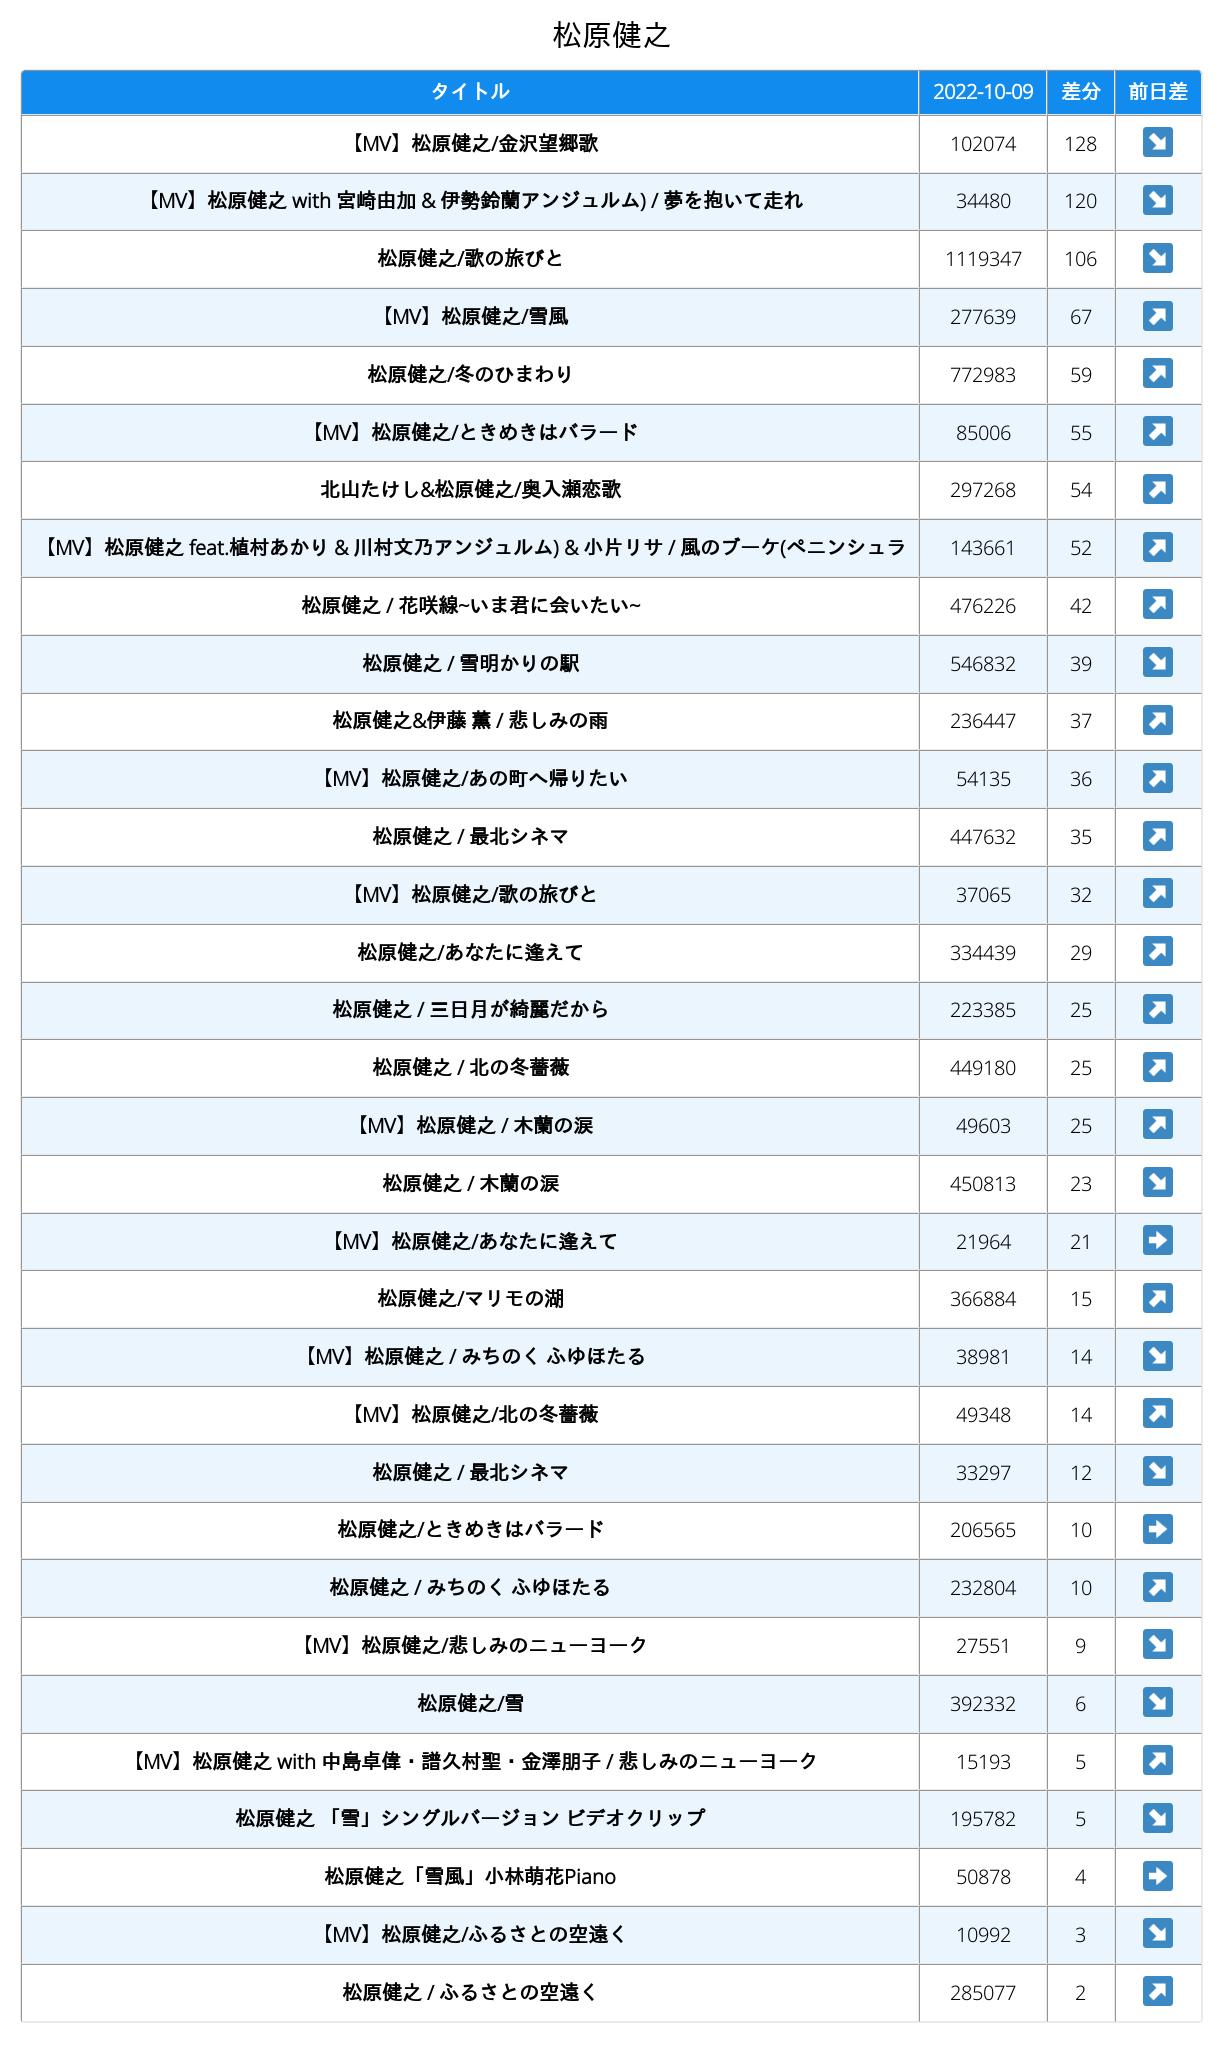 松原健之
タイトル 2022-10-09 差分 前日差
【MV】松原健之/金沢望郷歌 102074 128 ↘
【MV】松原健之 with 宮崎由加 & 伊勢鈴蘭アンジュルム) / 夢を抱いて走れ 34480 120 ↘
松原健之/歌の旅びと 1119347 106 ↘
【MV】松原健之/雪風 277639 67 ↗
松原健之/冬のひまわり 772983 59 ↗
【MV】松原健之/ときめきはバラード 85006 55 ↗
北山たけし&松原健之/奥入瀬恋歌 297268 54 ↗
【MV】松原健之 feat.植村あかり & 川村文乃アンジュルム) & 小片リサ / 風のブーケ(ペニンシュラ 143661 52 ↗
松原健之 / 花咲線~いま君に会いたい~ 476226 42 ↗
松原健之 / 雪明かりの駅 546832 39 ↘
松原健之&伊藤 薫 / 悲しみの雨 236447 37 ↗
【MV】松原健之/あの町へ帰りたい 54135 36 ↗
松原健之 / 最北シネマ 447632 35 ↗
【MV】松原健之/歌の旅びと 37065 32 ↗
松原健之/あなたに逢えて 334439 29 ↗
松原健之 / 三日月が綺麗だから 223385 25 ↗
松原健之 / 北の冬薔薇 449180 25 ↗
【MV】松原健之 / 木蘭の涙 49603 25 ↗
松原健之 / 木蘭の涙 450813 23 ↘
【MV】松原健之/あなたに逢えて 21964 21 ➡
松原健之/マリモの湖 366884 15 ↗
【MV】松原健之 / みちのく ふゆほたる 38981 14 ↘
【MV】松原健之/北の冬薔薇 49348 14 ↗
松原健之 / 最北シネマ 33297 12 ↘
松原健之/ときめきはバラード 206565 10 ➡
松原健之 / みちのく ふゆほたる 232804 10 ↗
【MV】松原健之/悲しみのニューヨーク 27551 9 ↘
松原健之/雪 392332 6 ↘
【MV】松原健之 with 中島卓偉・譜久村聖・金澤朋子 / 悲しみのニューヨーク 15193 5 ↗
松原健之 「雪」シングルバージョン ビデオクリップ 195782 5 ↘
松原健之「雪風」小林萌花Piano 50878 4 ➡
【MV】松原健之/ふるさとの空遠く 10992 3 ↘
松原健之 / ふるさとの空遠く 285077 2 ↗